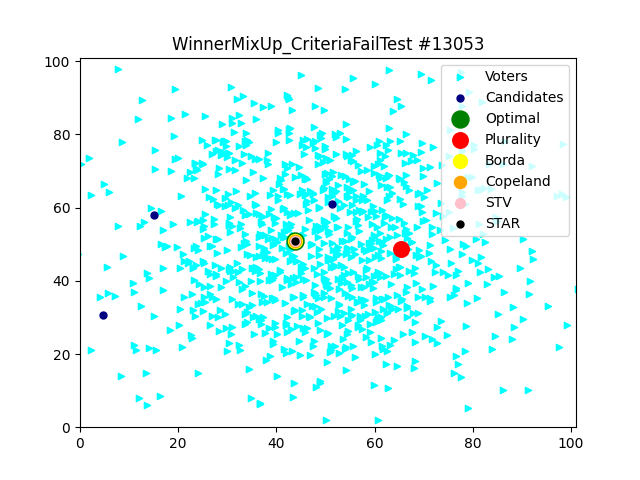 WinnerMixUp_CriteriaFailTest #13053
100
80
60
40
20
0
0
20
40
60
80
100
Voters
Candidates
Optimal
Plurality
Borda
Copeland
STV
STAR